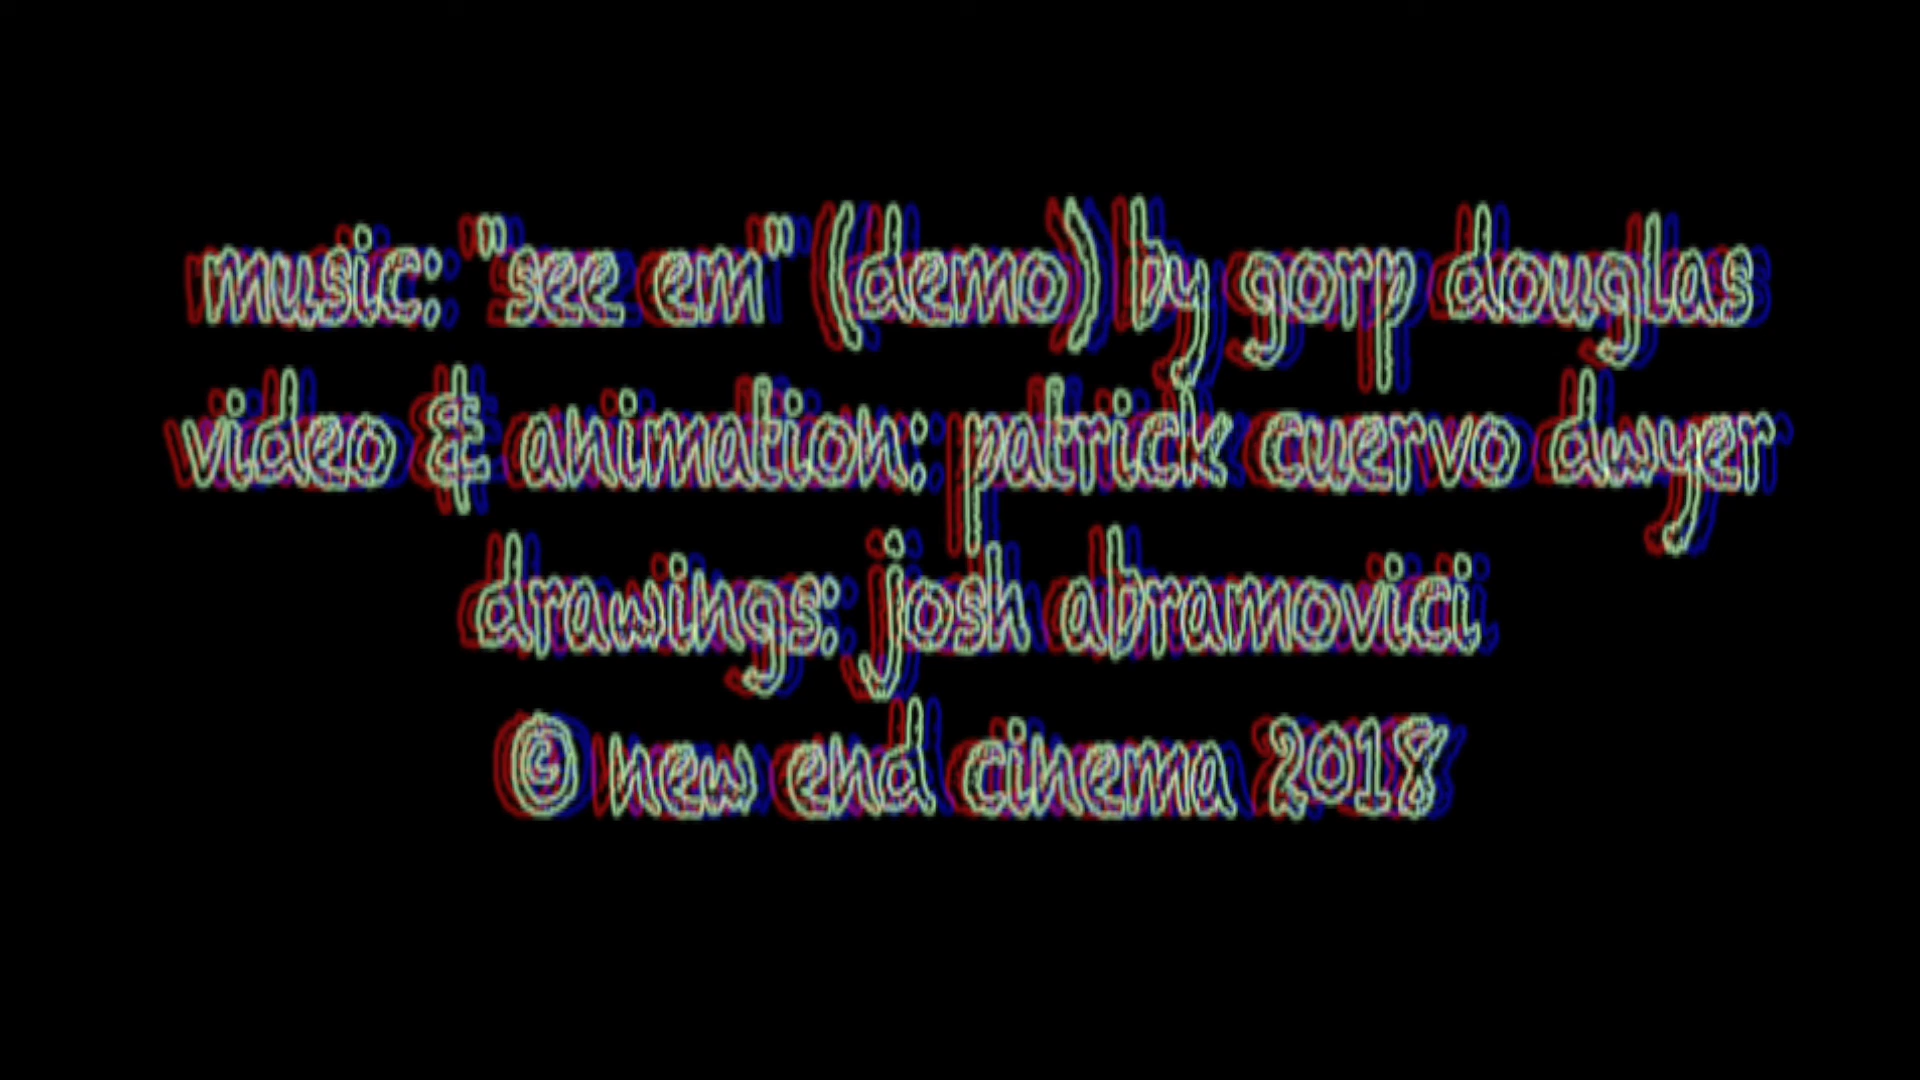 music: "see em" (demo) by gorp douglas
video & animation: patrick cuervo dwyer
drawings: josh abramovici
© new end cinema 2018